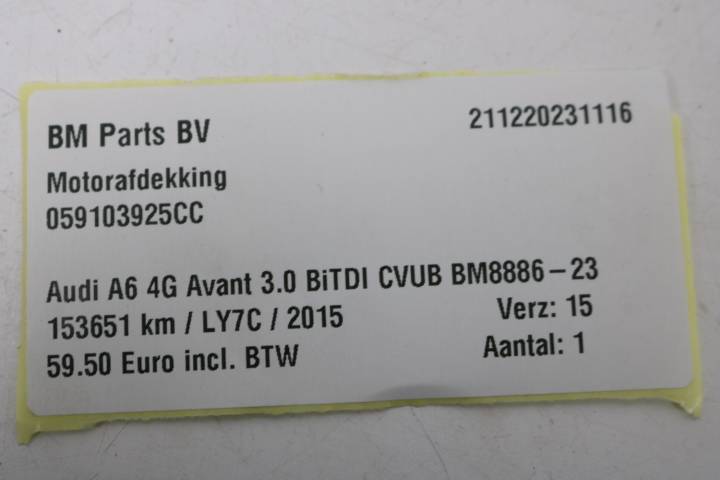 BM Parts BV 211220231116
Motorafdekking
059103925CC
Audi A6 4G Avant 3.0 BiTDI CVUB BM8886-23
153651 km / LY7C / 2015 Verz: 15
59.50 Euro incl. BTW Aantal: 1